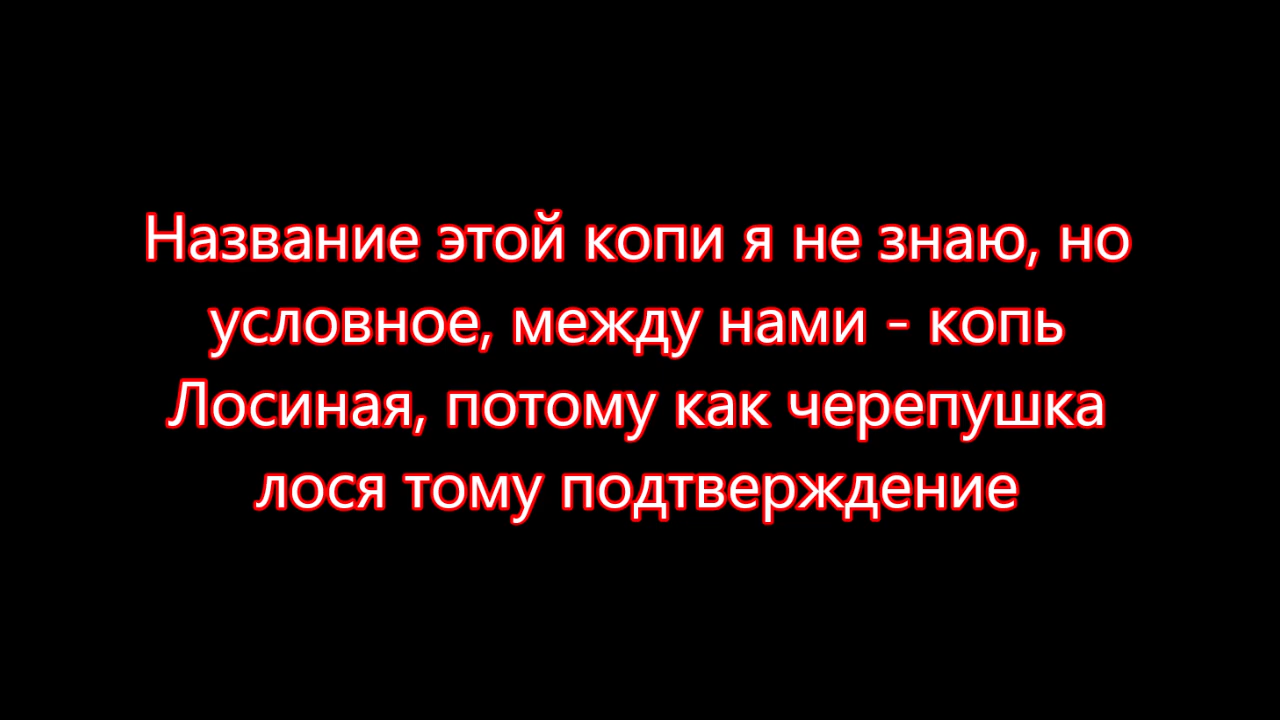 Название этой копи я не знаю, но
условное, между нами - копь
Лосиная, потому как черепушка
лося тому подтверждение